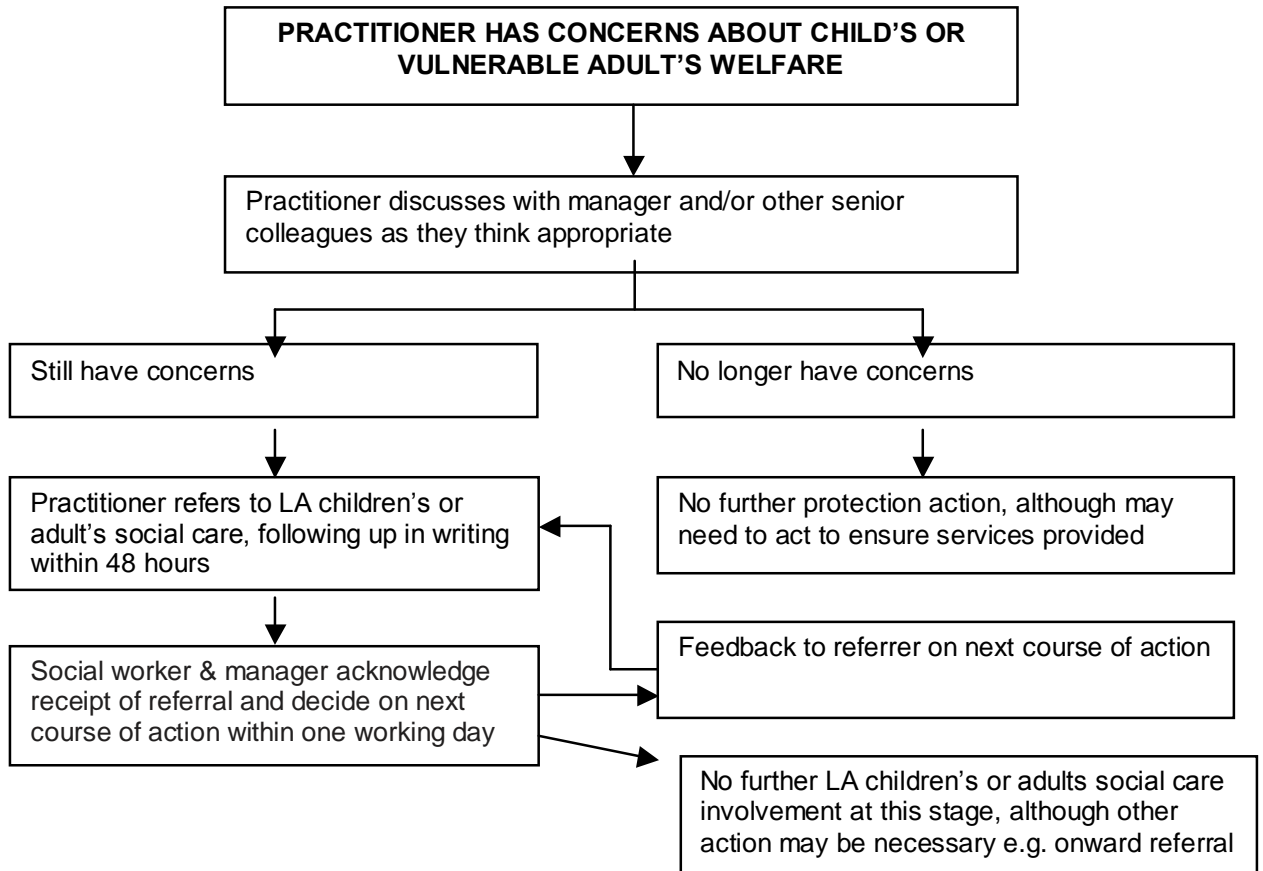 PRACTITIONER HAS CONCERNS ABOUT CHILD’S OR
VULNERABLE ADULT’S WELFARE
Practitioner discusses with manager and/or other senior
colleagues as they think appropriate
Still have concerns
No longer have concerns
Practitioner refers to LA children’s or
adult’s social care, following up in writing
within 48 hours
No further protection action, although may
need to act to ensure services provided
Social worker & manager acknowledge
receipt of referral and decide on next
course of action within one working day
Feedback to referrer on next course of action
No further LA children’s or adults social care
involvement at this stage, although other
action may be necessary e.g. onward referral